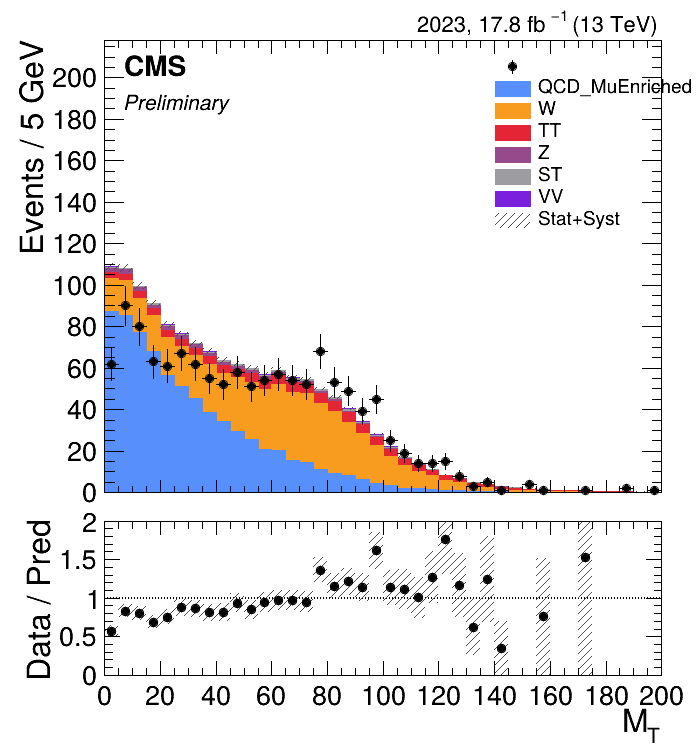 2023, 17.8 fb⁻¹ (13 TeV)
CMS
Preliminary
QCD_MuEnriched
W
TT
Z
ST
VV
Stat+Syst
Events / 5 GeV
200
180
160
140
120
100
80
60
40
20
0
Data / Pred
2
1.5
1
0.5
0
0 20 40 60 80 100 120 140 160 180 200
M_T